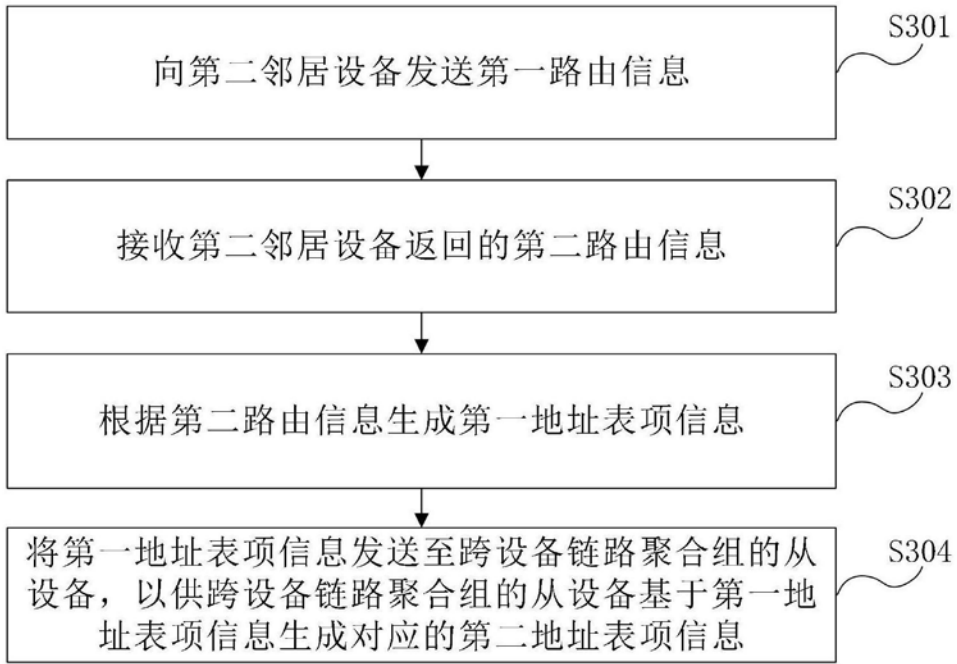 S301
向第二邻居设备发送第一路由信息
S302
接收第二邻居设备返回的第二路由信息
S303
根据第二路由信息生成第一地址表项信息
S304
将第一地址表项信息发送至跨设备链路聚合组的从
设备，以供跨设备链路聚合组的从设备基于第一地
址表项信息生成对应的第二地址表项信息